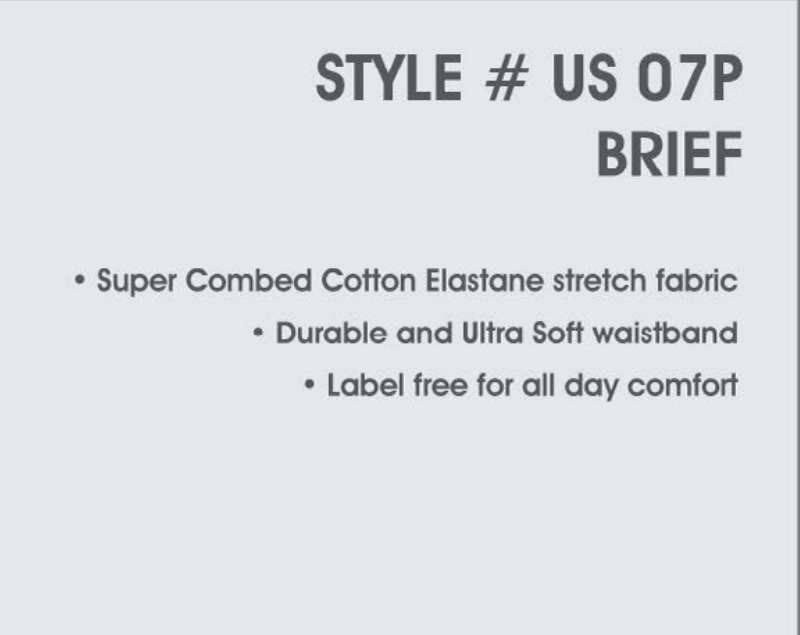 STYLE # US 07P
BRIEF
• Super Combed Cotton Elastane stretch fabric
• Durable and Ultra Soft waistband
• Label free for all day comfort